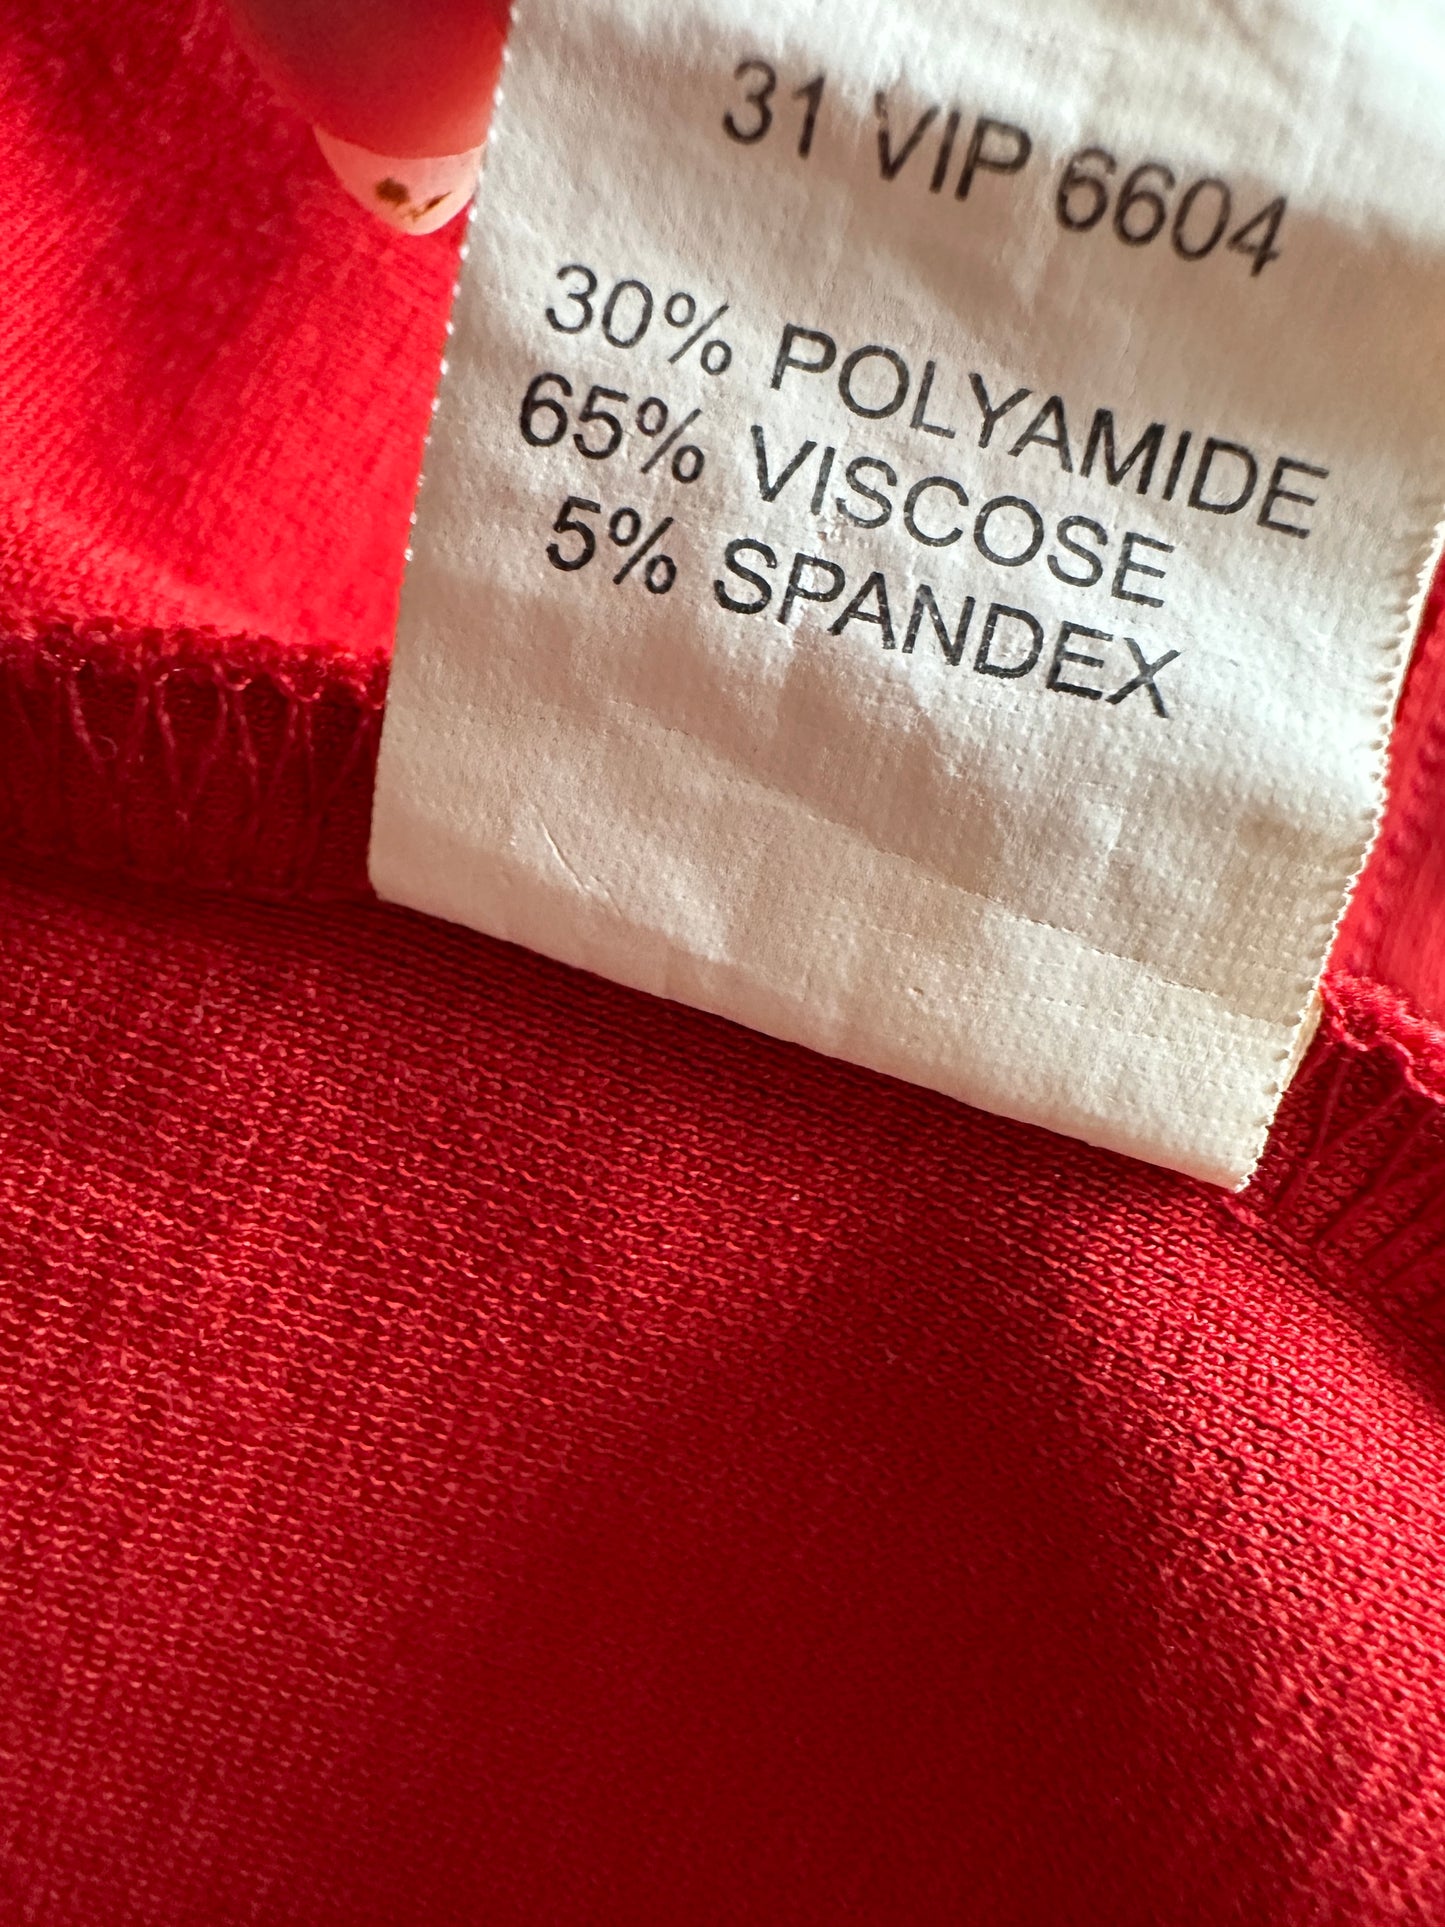 31 VIP 6604
30% POLYAMIDE
65% VISCOSE
5% SPANDEX